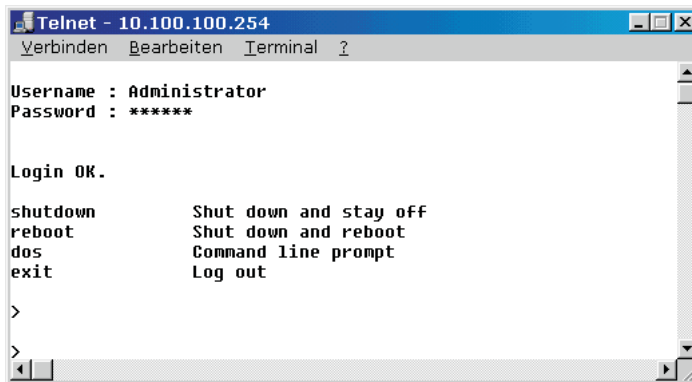 Telnet - 10.100.100.254
Verbinden Bearbeiten Terminal ?
Username : Administrator
Password : ******
Login OK.
shutdown Shut down and stay off
reboot Shut down and reboot
dos Command line prompt
exit Log out
>
>